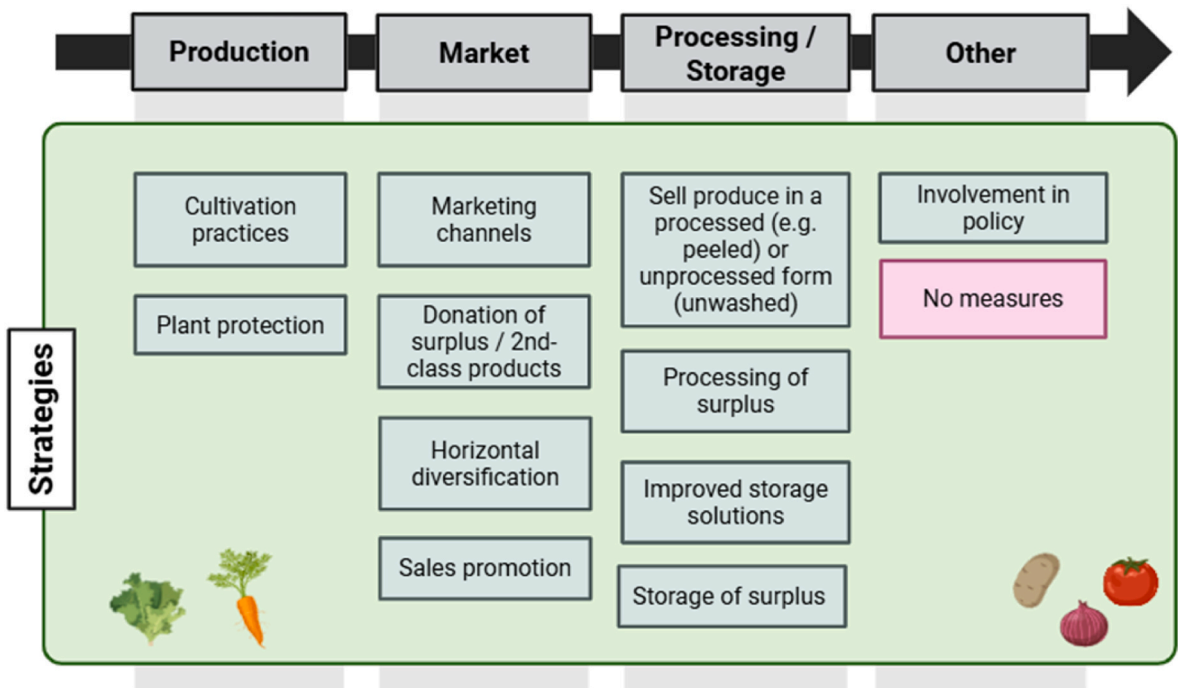 Production
Market
Processing /
Storage
Other
Strategies
Cultivation
practices
Plant protection
Marketing
channels
Donation of
surplus / 2nd-
class products
Horizontal
diversification
Sales promotion
Sell produce in a
processed (e.g.
peeled) or
unprocessed form
(unwashed)
Processing of
surplus
Improved storage
solutions
Storage of surplus
Involvement in
policy
No measures